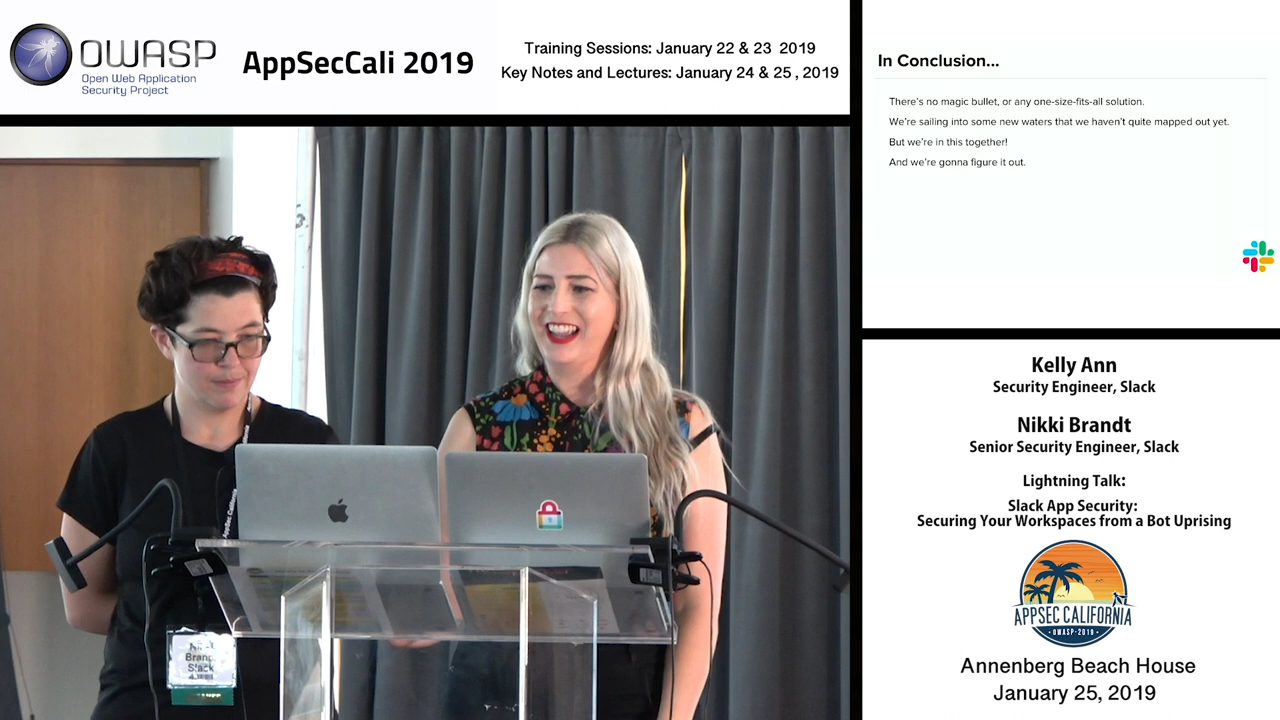 OWASP
Open Web Application
Security Project
AppSecCali 2019
Training Sessions: January 22 & 23 2019
Key Notes and Lectures: January 24 & 25 , 2019
In Conclusion...
There's no magic bullet, or any one-size-fits-all solution.
We're sailing into some new waters that we haven't quite mapped out yet.
But we're in this together!
And we're gonna figure it out.
Kelly Ann
Security Engineer, Slack
Nikki Brandt
Senior Security Engineer, Slack
Lightning Talk:
Slack App Security:
Securing Your Workspaces from a Bot Uprising
APPSEC CALIFORNIA
• OWASP-2019 •
Annenberg Beach House
January 25, 2019
AppSec California
Slack